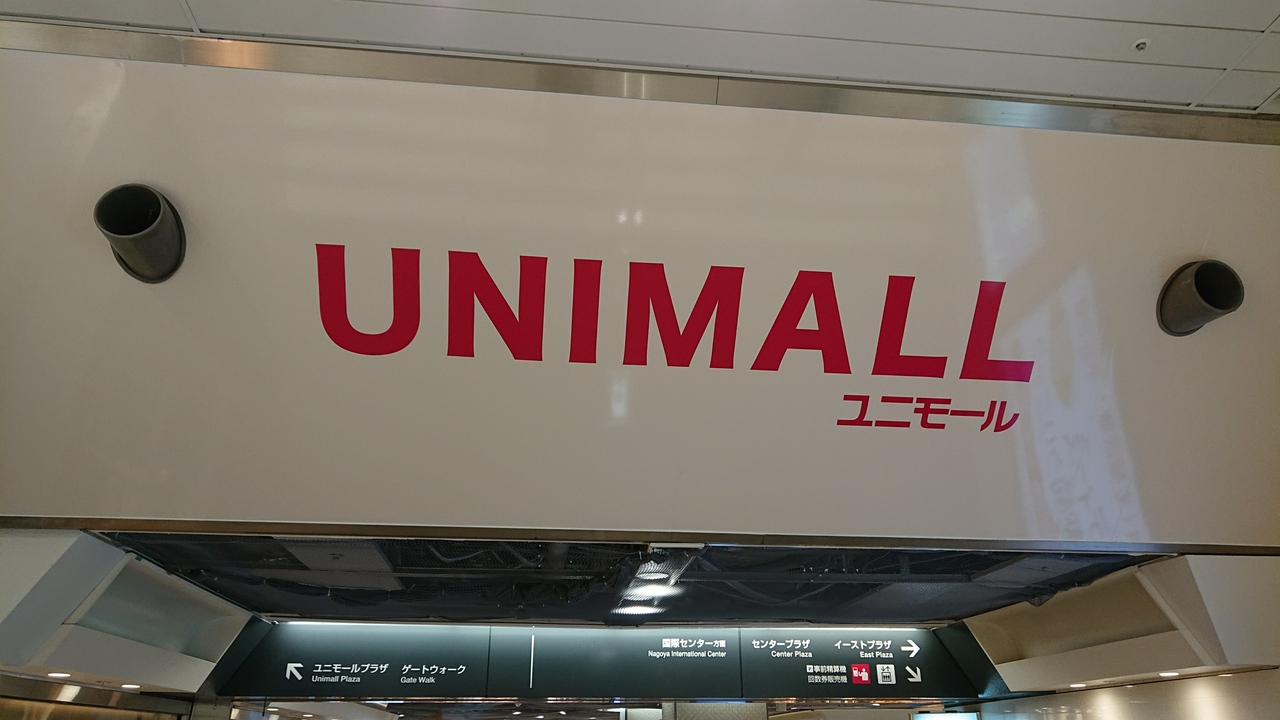 UNIMALL
ユニモール
ユニモールプラザ ゲートウォーク
Unimall Plaza Gate Walk
国際センター方面
Nagoya International Center
センタープラザ イーストプラザ
Center Plaza East Plaza
P事前精算機
回数券販売機